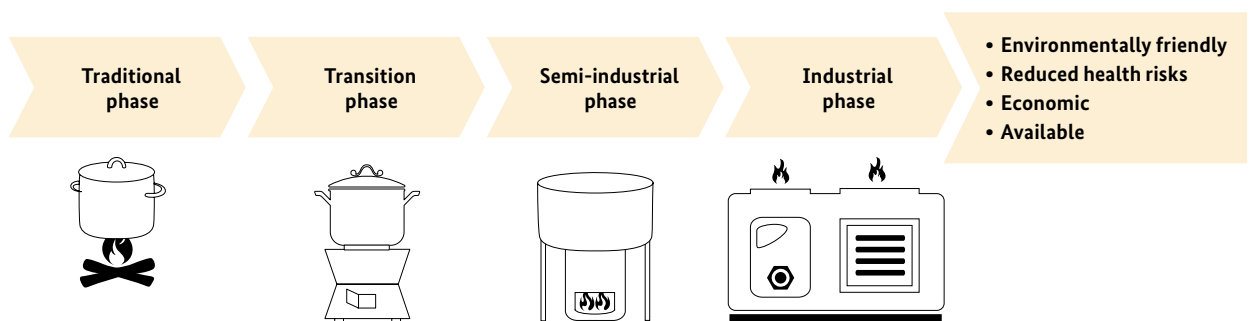 Traditional
phase
Transition
phase
Semi-industrial
phase
Industrial
phase
• Environmentally friendly
• Reduced health risks
• Economic
• Available